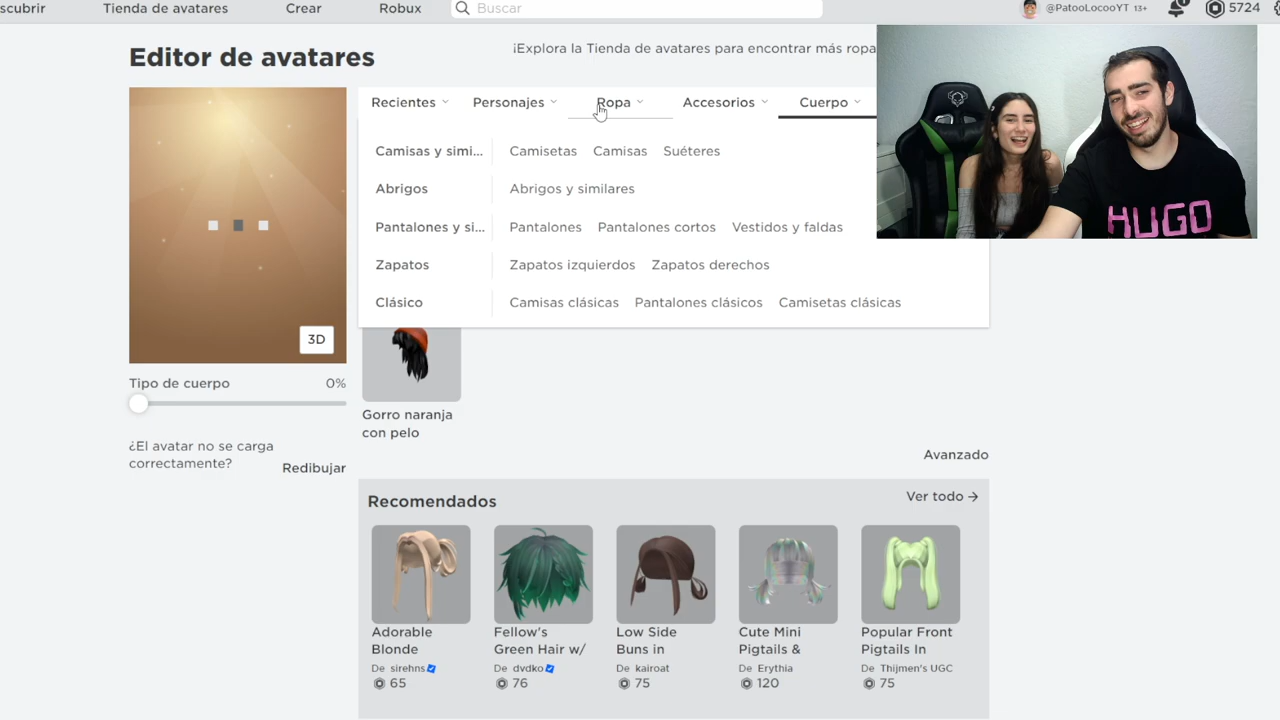 scubrir Tienda de avatares Crear Robux Buscar @PatooLocooYT 13+ 5724
Editor de avatares
¡Explora la Tienda de avatares para encontrar más ropa
Recientes Personajes Ropa Accesorios Cuerpo
Camisas y simi... Camisetas Camisas Suéteres
Abrigos Abrigos y similares
Pantalones y si... Pantalones Pantalones cortos Vestidos y faldas
Zapatos Zapatos izquierdos Zapatos derechos
Clásico Camisas clásicas Pantalones clásicos Camisetas clásicas
HUGO
3D
Tipo de cuerpo 0%
¿El avatar no se carga
correctamente?
Redibujar
Gorro naranja
con pelo
Avanzado
Recomendados
Ver todo →
Adorable
Blonde
De sirehns
65
Fellow's
Green Hair w/
De dvdko
76
Low Side
Buns in
De kairoat
75
Cute Mini
Pigtails &
De Erythia
120
Popular Front
Pigtails In
De Thijmen's UGC
75